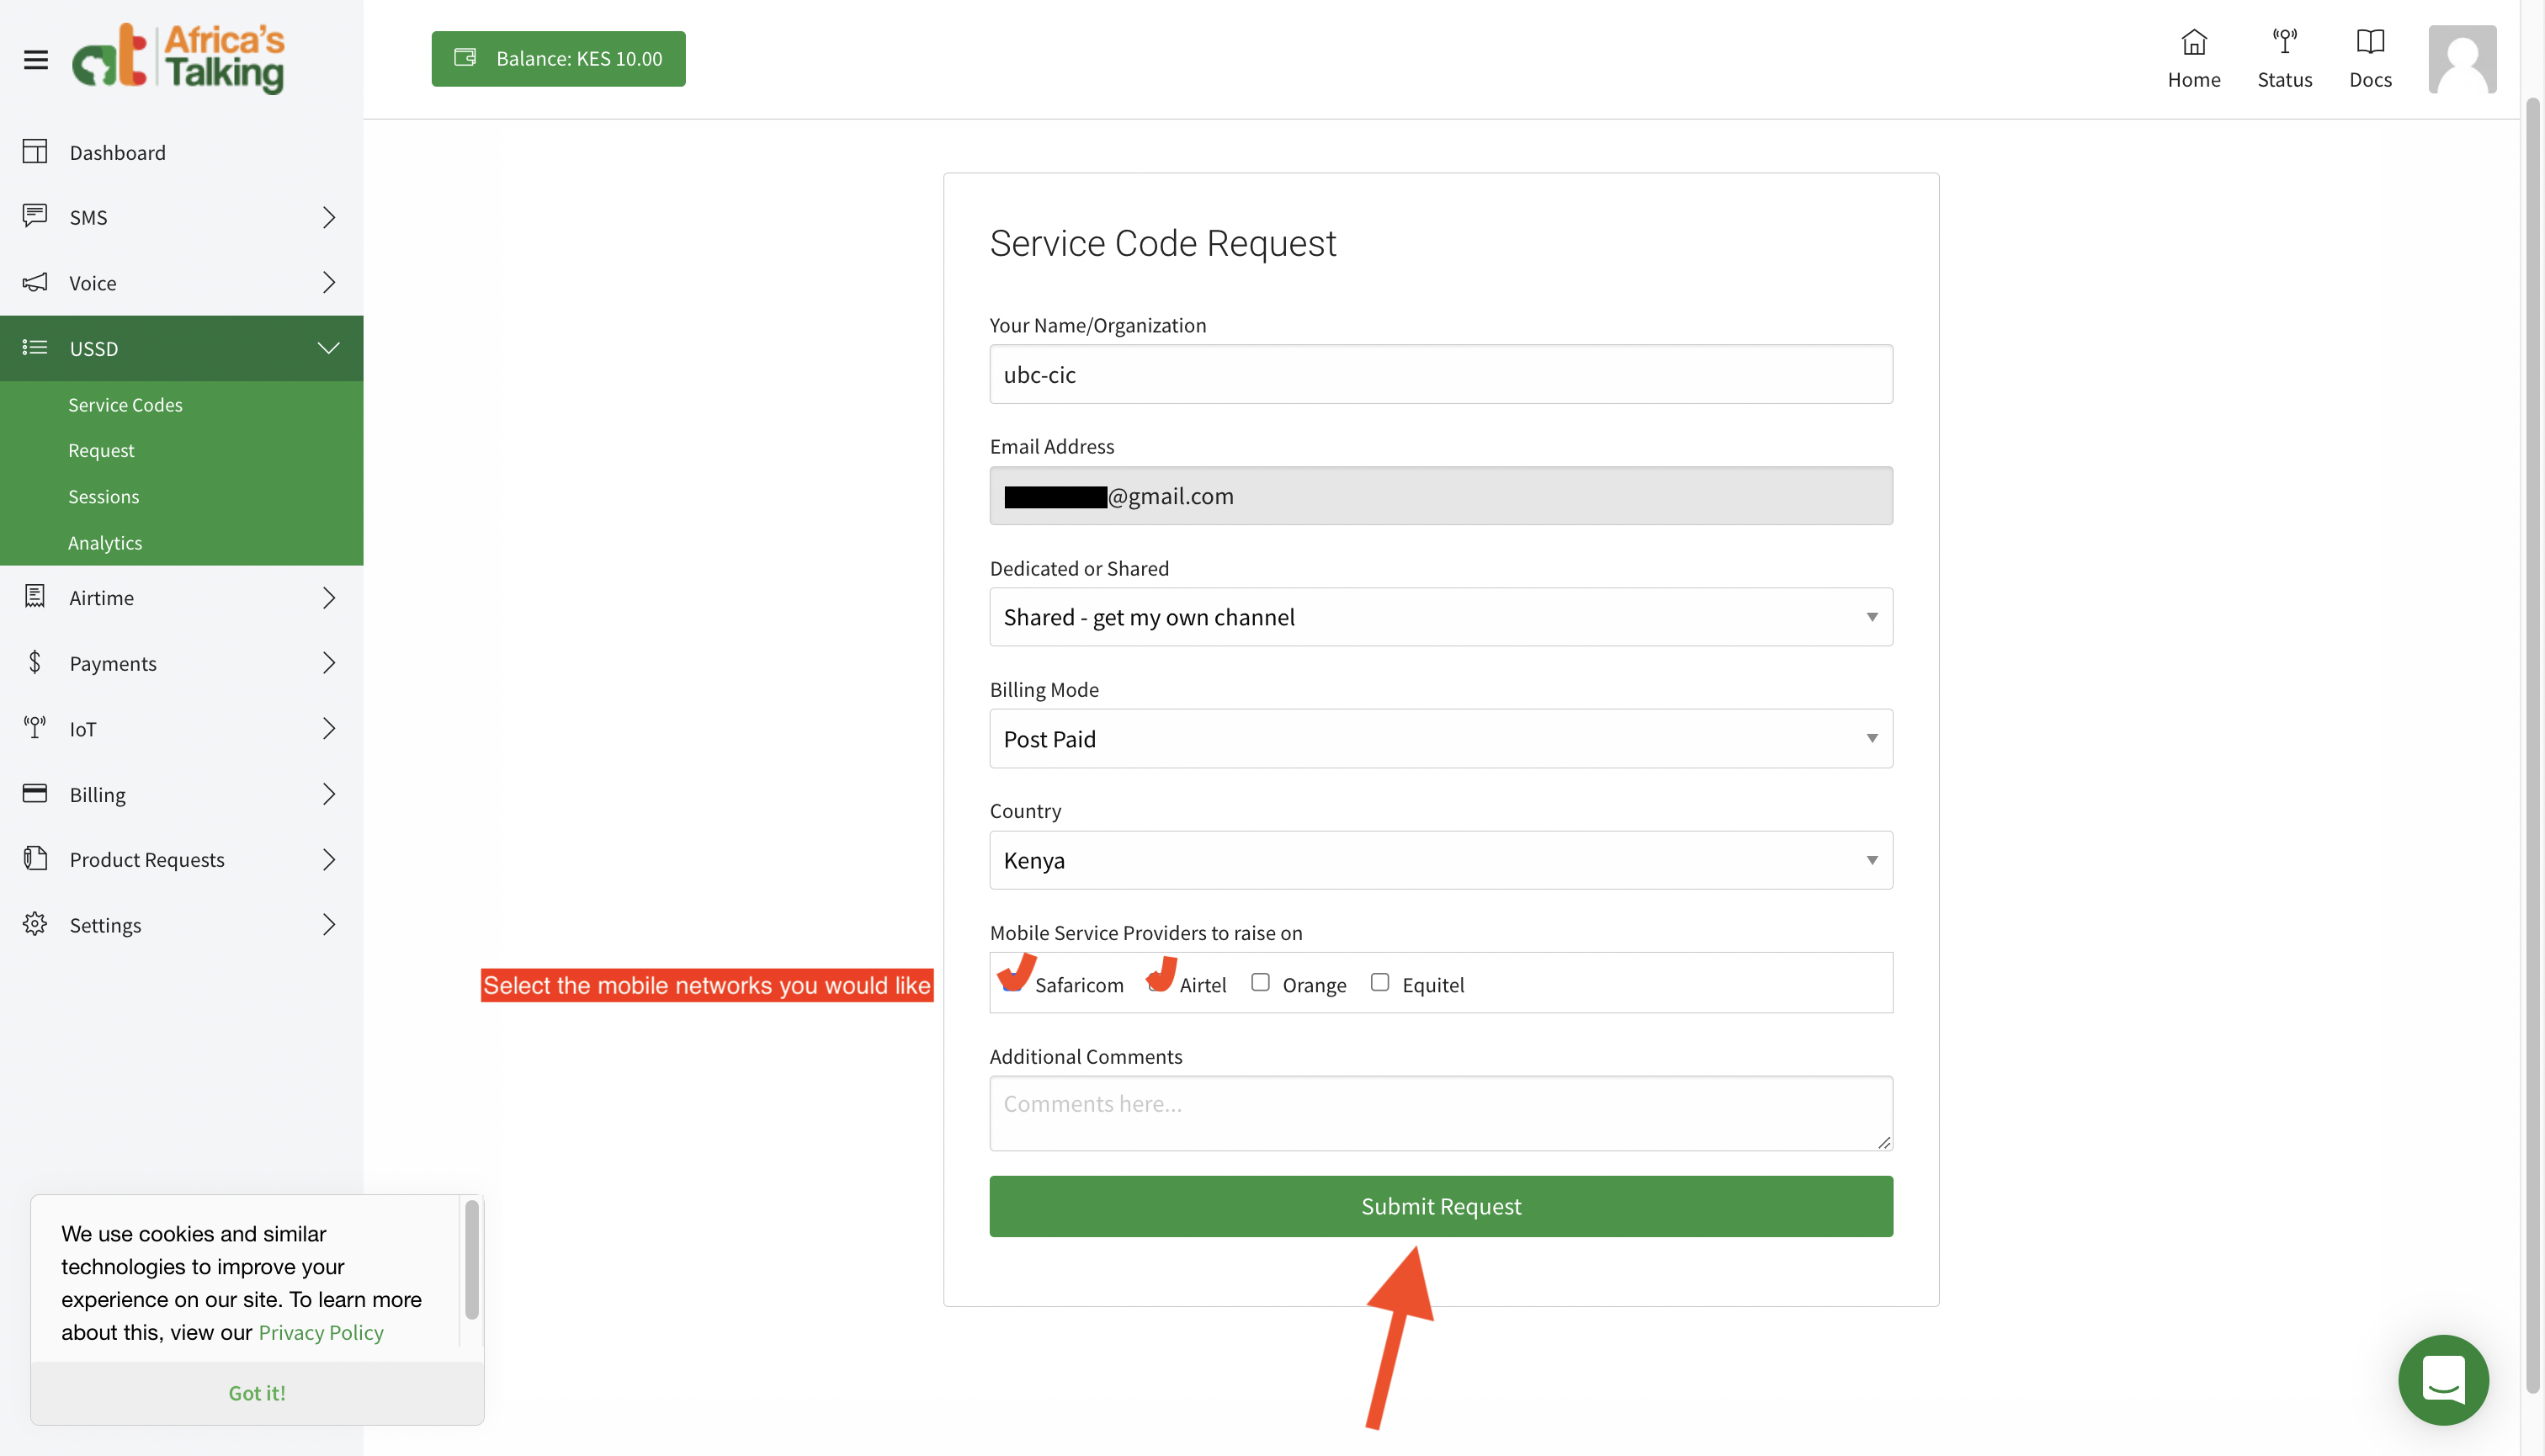 Africa's
Talking
Balance: KES 10.00
Home
Status
Docs
Dashboard
SMS
Voice
USSD
Service Codes
Request
Sessions
Analytics
Airtime
Payments
IoT
Billing
Product Requests
Settings
Service Code Request
Your Name/Organization
ubc-cic
Email Address
@gmail.com
Dedicated or Shared
Shared - get my own channel
Billing Mode
Post Paid
Country
Kenya
Mobile Service Providers to raise on
Select the mobile networks you would like
Safaricom Airtel Orange Equitel
Additional Comments
Comments here...
Submit Request
We use cookies and similar
technologies to improve your
experience on our site. To learn more
about this, view our Privacy Policy
Got it!